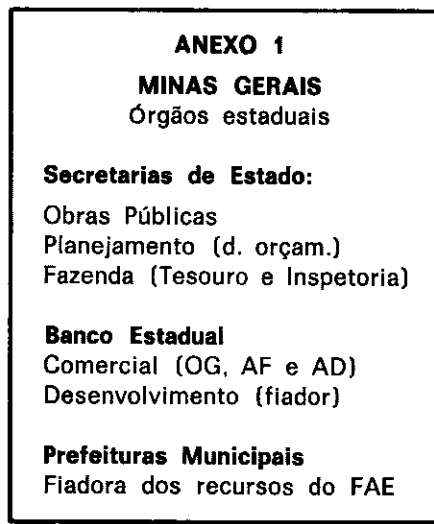 ANEXO 1
MINAS GERAIS
Órgãos estaduais
Secretarias de Estado:
Obras Públicas
Planejamento (d. orçam.)
Fazenda (Tesouro e Inspetoria)
Banco Estadual
Comercial (OG, AF e AD)
Desenvolvimento (fiador)
Prefeituras Municipais
Fiadora dos recursos do FAE